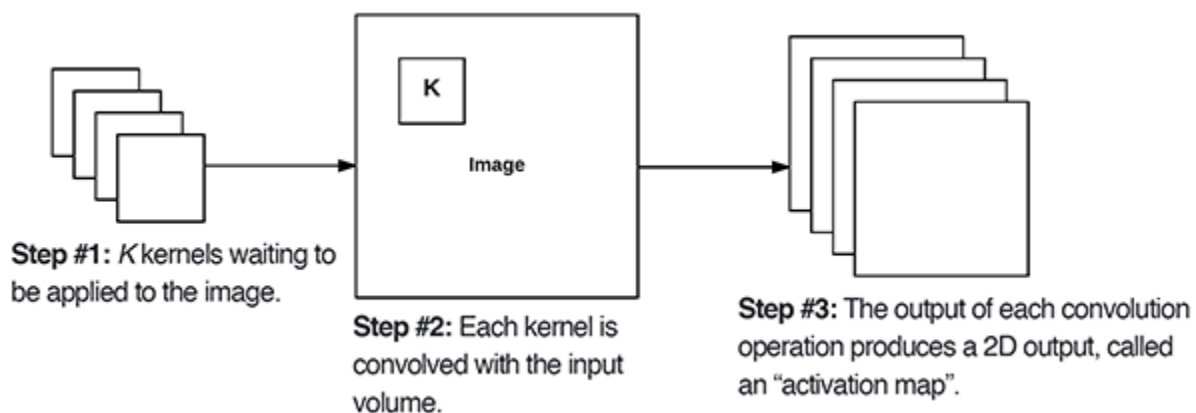 K
Image
Step #1: K kernels waiting to
be applied to the image.
Step #2: Each kernel is
convolved with the input
volume.
Step #3: The output of each convolution
operation produces a 2D output, called
an “activation map”.